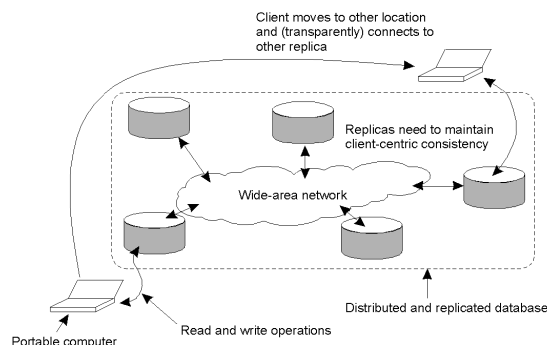 Client moves to other location
and (transparently) connects to
other replica
Replicas need to maintain
client-centric consistency
Wide-area network
Distributed and replicated database
Read and write operations
Portable computer